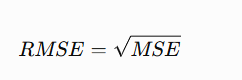 RMSE = √MSE